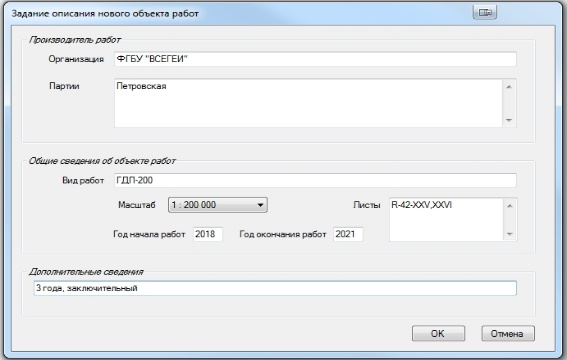 Задание описания нового объекта работ
Производитель работ
Организация ФГБУ "ВСЕГЕИ"
Партии Петровская
Общие сведения об объекте работ
Вид работ ГДП-200
Масштаб 1 : 200 000 Листы R-42-XXV,XXVI
Год начала работ 2018 Год окончания работ 2021
Дополнительные сведения
3 года, заключительный
OK Отмена